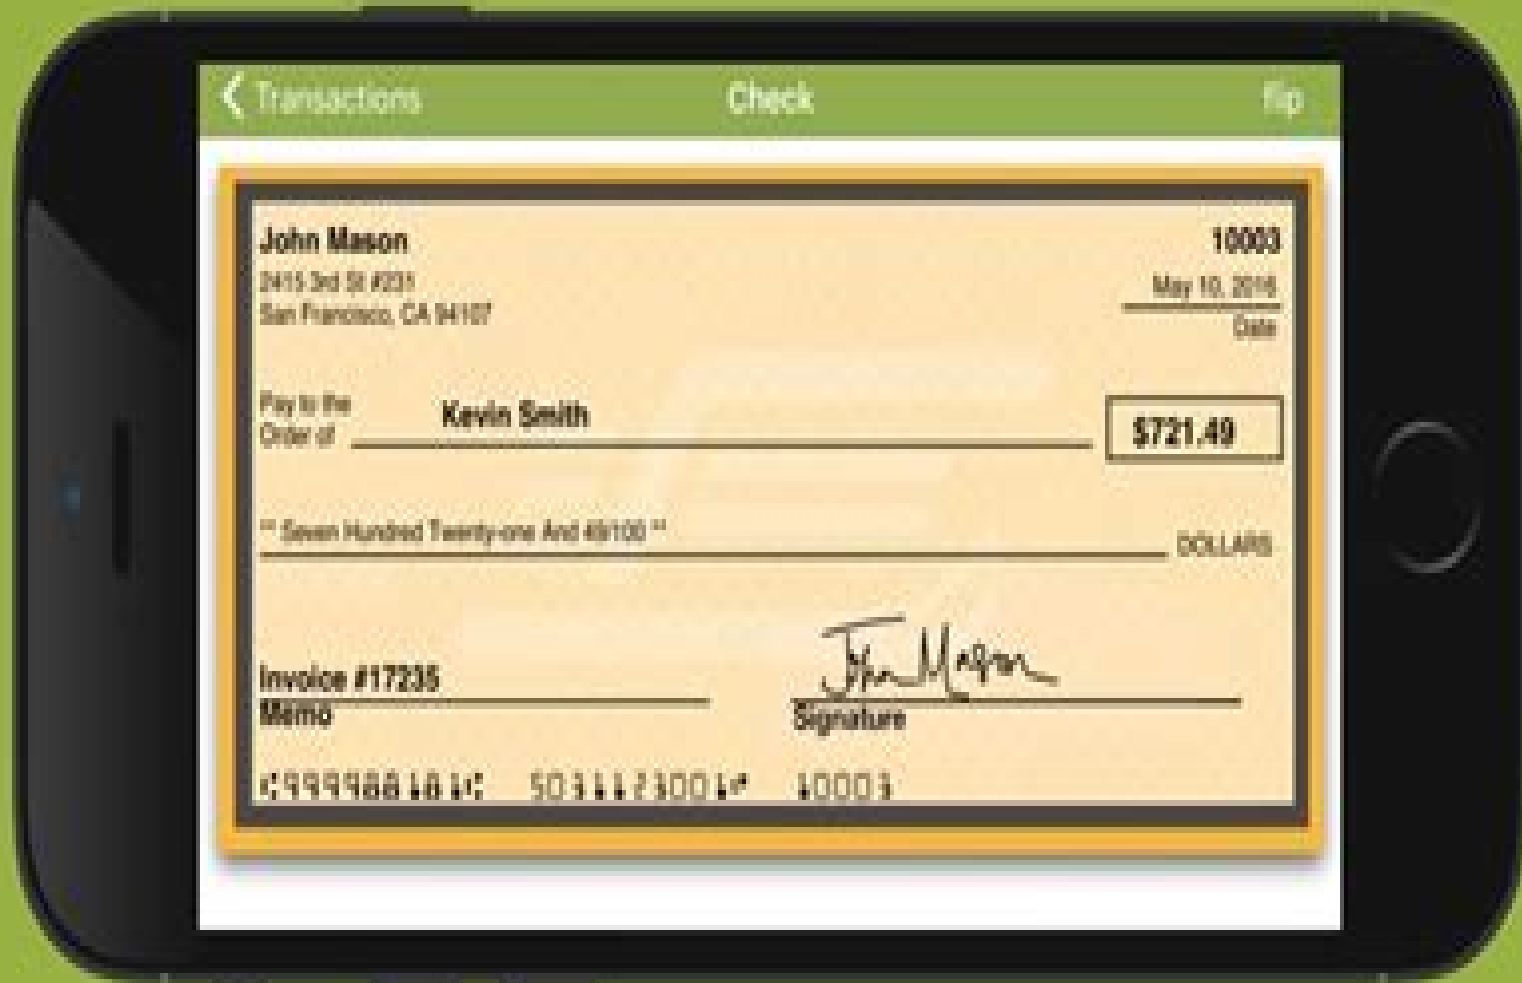 Transactions Check flip
John Mason 10003
2415 3rd St #231 May 10, 2016
San Francisco, CA 94107 Date
Pay to the
Order of Kevin Smith $721.49
** Seven Hundred Twenty-one And 49/100 ** DOLLARS
Invoice #17235 John Mason
Memo Signature
10003